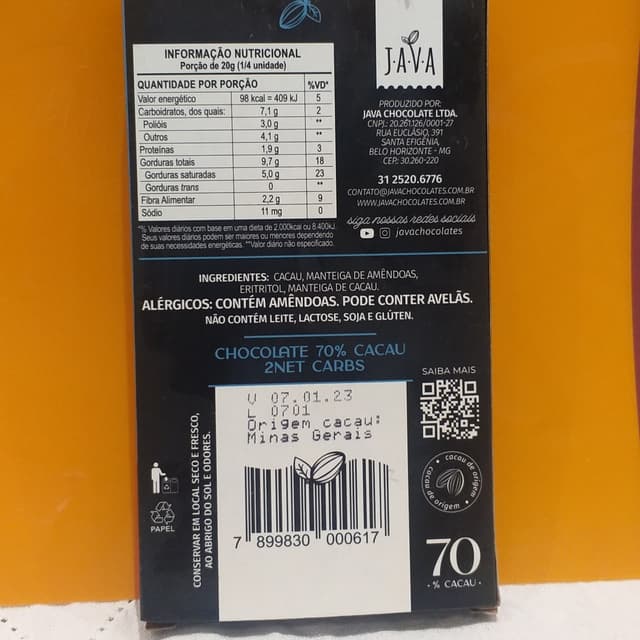 INFORMAÇÃO NUTRICIONAL
Porção de 20g (1/4 unidade)
QUANTIDADE POR PORÇÃO %VD*
Valor energético 98 kcal = 409 kJ 5
Carboidratos, dos quais: 7,1 g 2
Polióis 3,0 g **
Outros 4,1 g **
Proteínas 1,9 g 3
Gorduras totais 9,7 g 18
Gorduras saturadas 5,0 g 23
Gorduras trans 0 **
Fibra Alimentar 2,2 g 9
Sódio 11 mg 0
*% Valores diários com base em uma dieta de 2.000kcal ou 8.400kJ.
Seus valores diários podem ser maiores ou menores dependendo
de suas necessidades energéticas. **Valor diário não especificado.
JAVA
PRODUZIDO POR:
JAVA CHOCOLATE LTDA.
CNPJ.: 20.261.126/0001-27
RUA EUCLÁSIO, 391
SANTA EFIGÊNIA,
BELO HORIZONTE - MG
CEP: 30.260-220
31 2520.6776
CONTATO@JAVACHOCOLATES.COM.BR
WWW.JAVACHOCOLATES.COM.BR
siga nossas redes sociais
javachocolates
INGREDIENTES: CACAU, MANTEIGA DE AMÊNDOAS,
ERITRITOL, MANTEIGA DE CACAU.
ALÉRGICOS: CONTÉM AMÊNDOAS. PODE CONTER AVELÃS.
NÃO CONTÉM LEITE, LACTOSE, SOJA E GLÚTEN.
CHOCOLATE 70% CACAU
2NET CARBS
SAIBA MAIS
V 07.01.23
L 0701
Origem cacau:
Minas Gerais
7 899830 000617
CONSERVAR EM LOCAL SECO E FRESCO,
AO ABRIGO DO SOL E ODORES.
PAPEL
cacau de origem
cacau de origem
70
% CACAU